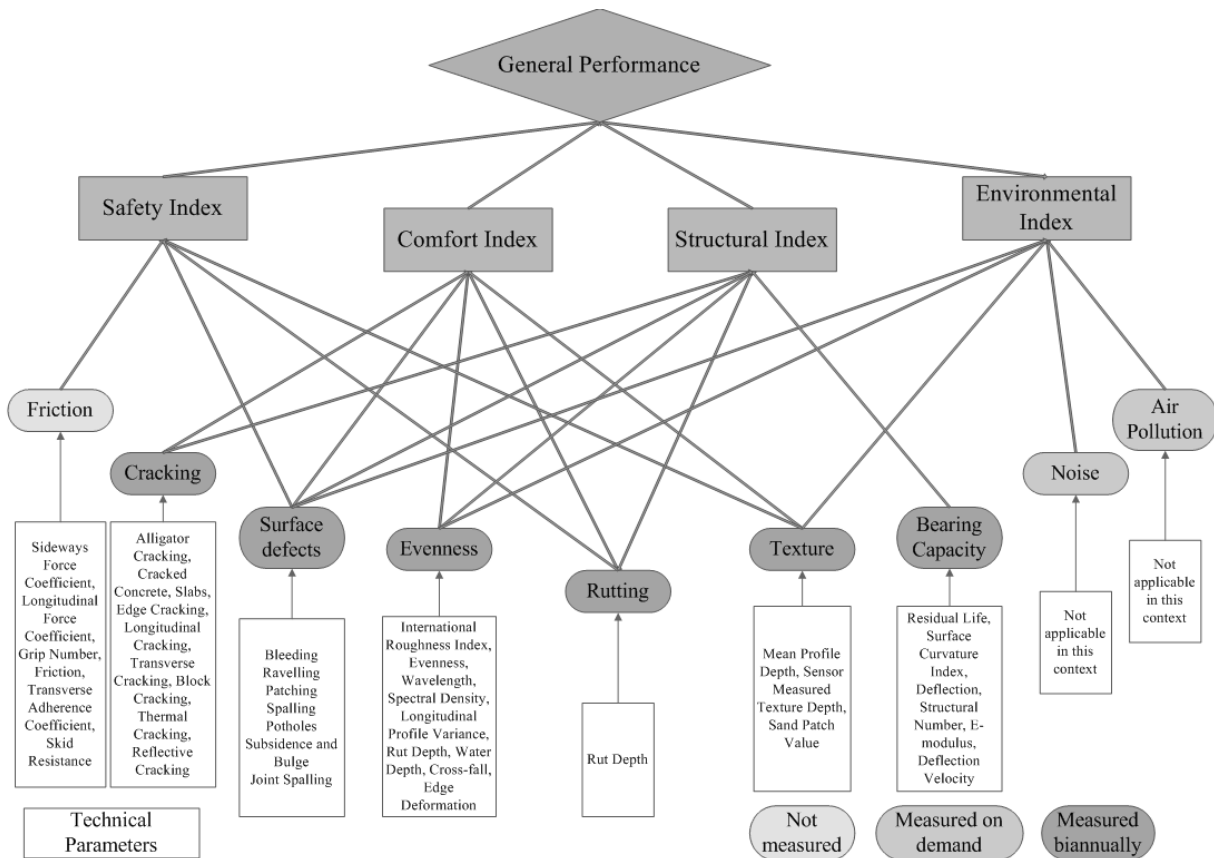 General Performance
Safety Index
Comfort Index
Structural Index
Environmental
Index
Friction
Cracking
Surface
defects
Evenness
Rutting
Texture
Bearing
Capacity
Noise
Air
Pollution
Sideways
Force
Coefficient,
Longitudinal
Force
Coefficient,
Grip Number,
Friction,
Transverse
Adherence
Coefficient,
Skid
Resistance
Alligator
Cracking,
Cracked
Concrete, Slabs,
Edge Cracking,
Longitudinal
Cracking,
Transverse
Cracking, Block
Cracking,
Thermal
Cracking,
Reflective
Cracking
Bleeding
Ravelling
Patching
Spalling
Potholes
Subsidence and
Bulge
Joint Spalling
International
Roughness Index,
Evenness,
Wavelength,
Spectral Density,
Longitudinal
Profile Variance,
Rut Depth, Water
Depth, Cross-fall,
Edge
Deformation
Rut Depth
Mean Profile
Depth, Sensor
Measured
Texture Depth,
Sand Patch
Value
Residual Life,
Surface
Curvature
Index,
Deflection,
Structural
Number, E-
modulus,
Deflection
Velocity
Not
applicable
in this
context
Not
applicable
in this
context
Technical
Parameters
Not
measured
Measured on
demand
Measured
biannually